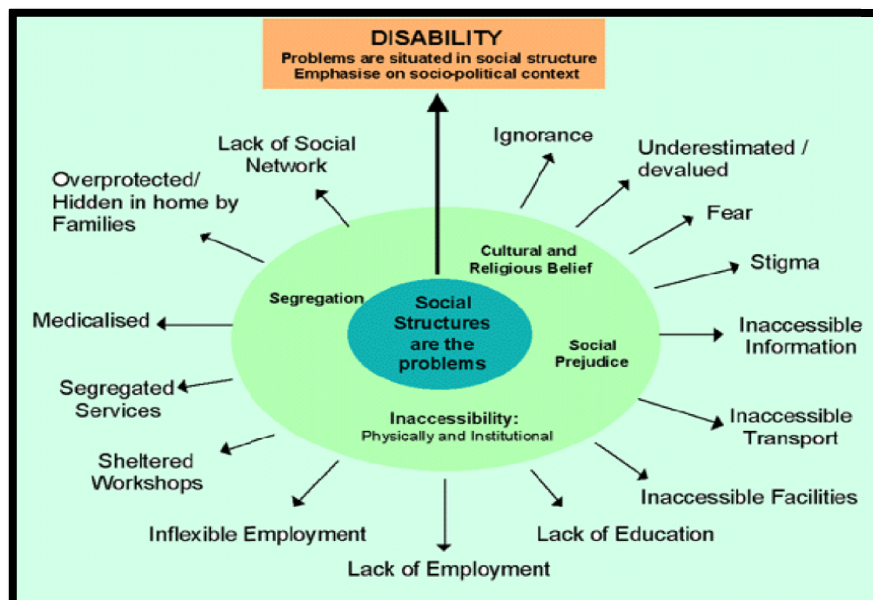 DISABILITY
Problems are situated in social structure
Emphasise on socio-political context
Lack of Social
Network
Ignorance
Underestimated /
devalued
Overprotected/
Hidden in home by
Families
Fear
Cultural and
Religious Belief
Stigma
Segregation
Social
Structures
are the
problems
Medicalised
Social
Prejudice
Inaccessible
Information
Segregated
Services
Inaccessibility:
Physically and Institutional
Inaccessible
Transport
Sheltered
Workshops
Inaccessible Facilities
Inflexible Employment
Lack of Education
Lack of Employment